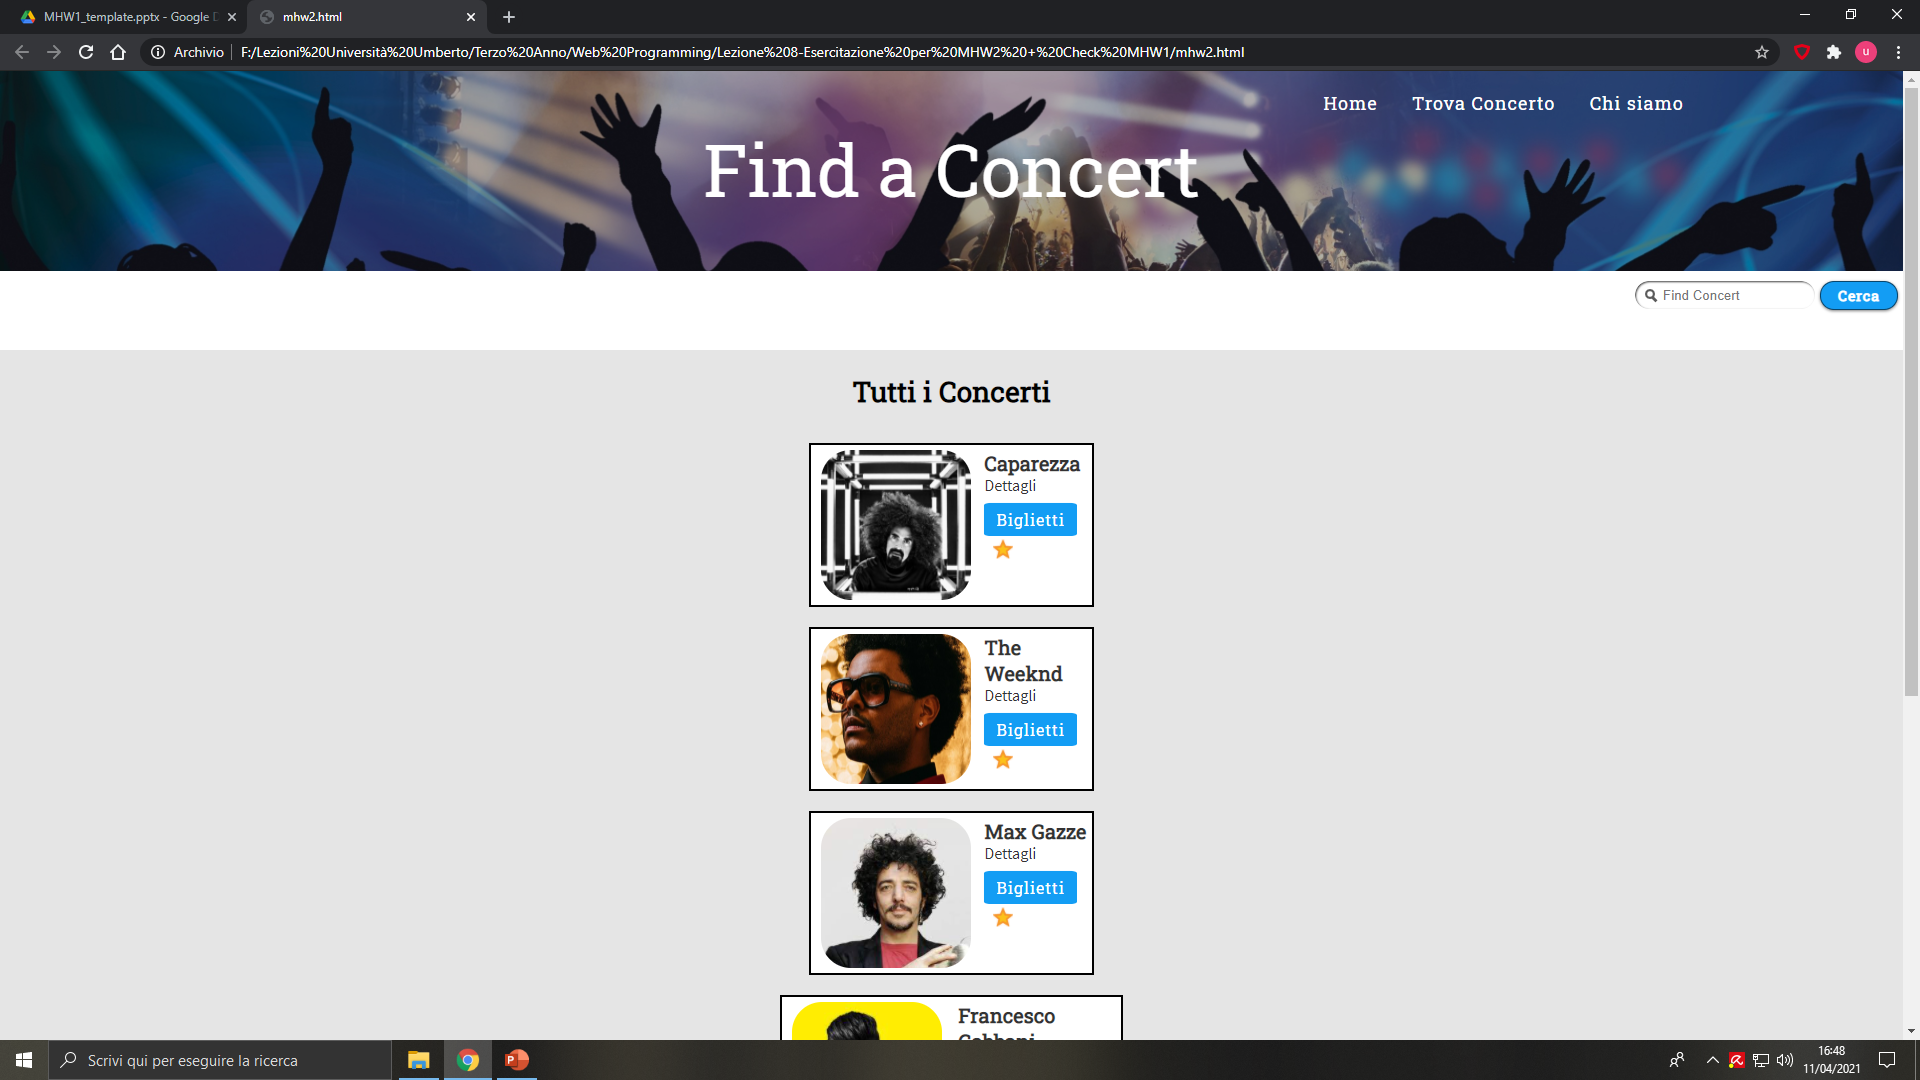 MHW1_template.pptx - Google D
mhw2.html
Archivio
F:/Lezioni%20Università%20Umberto/Terzo%20Anno/Web%20Programming/Lezione%208-Esercitazione%20per%20MHW2%20+%20Check%20MHW1/mhw2.html
u
Home Trova Concerto Chi siamo
Find a Concert
Find Concert
Cerca
Tutti i Concerti
Caparezza
Dettagli
Biglietti
The
Weeknd
Dettagli
Biglietti
Max Gazze
Dettagli
Biglietti
Francesco
Gabbani
Scrivi qui per eseguire la ricerca
16:48
11/04/2021